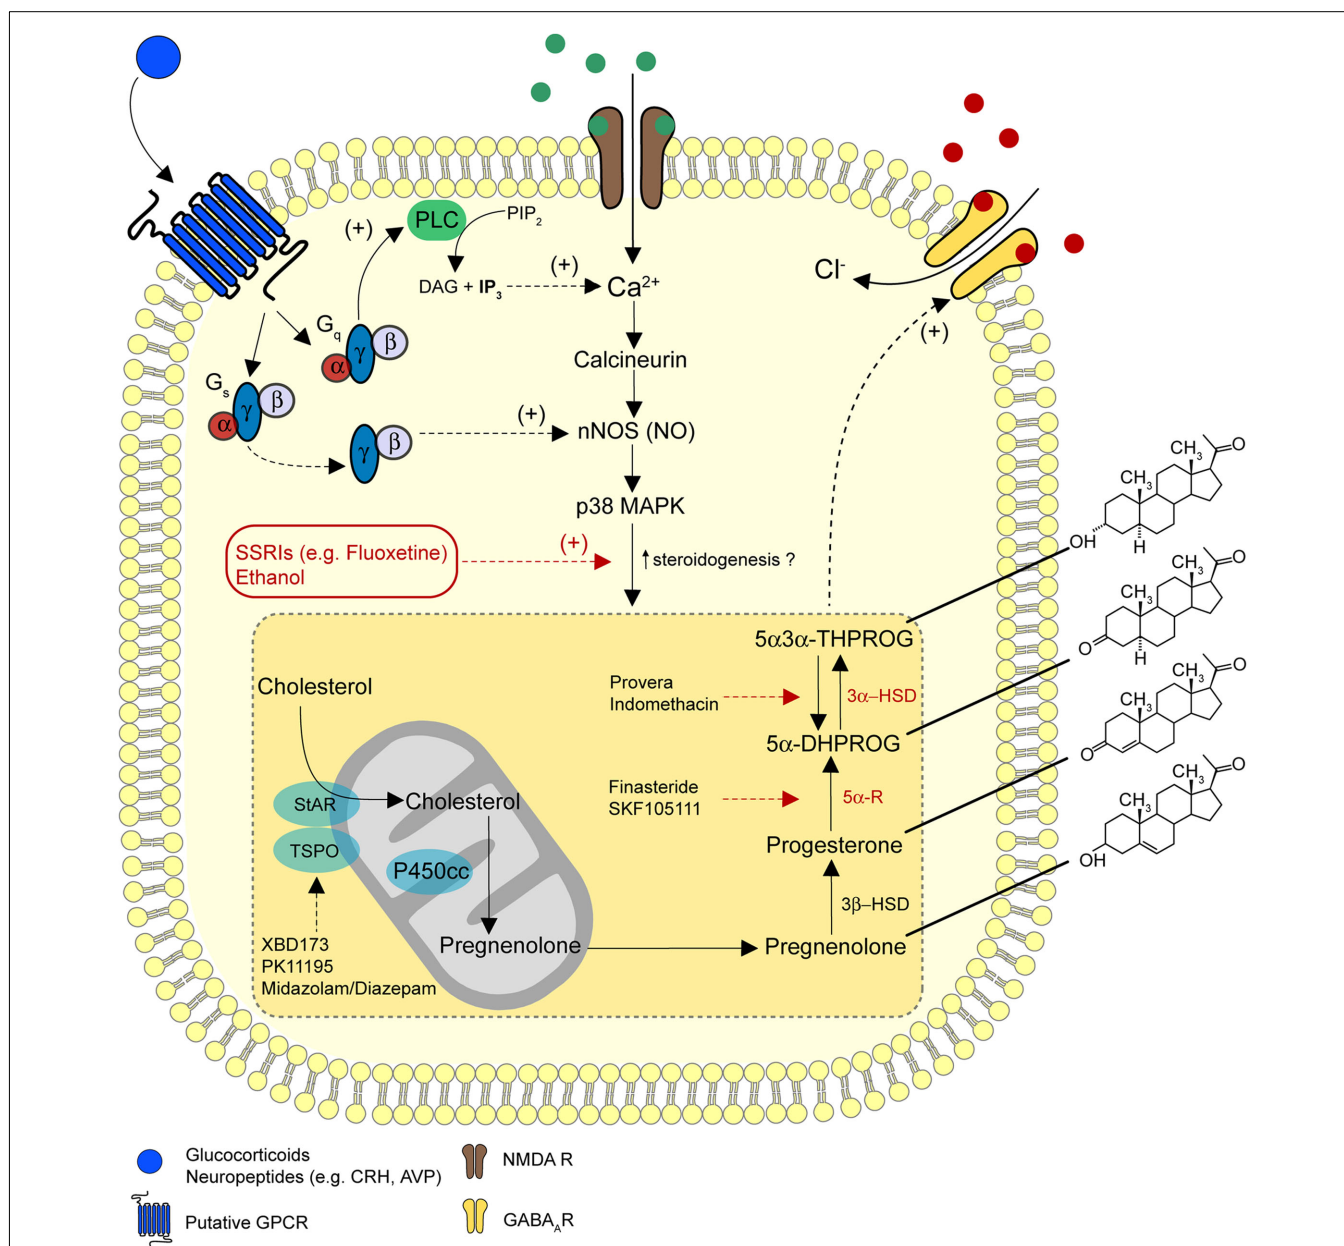 PLC
PIP2
(+)
DAG + IP3
(+)
Ca2+
Cl-
(+)
Gq
α
γ
β
Calcineurin
Gs
α
γ
β
γ
β
(+)
nNOS (NO)
p38 MAPK
SSRIs (e.g. Fluoxetine)
Ethanol
(+)
↑ steroidogenesis ?
CH3
CH3
O
OH
H
CH3
CH3
O
O
H
CH3
CH3
O
O
CH3
CH3
O
OH
5α3α-THPROG
Cholesterol
Provera
Indomethacin
3α–HSD
5α-DHPROG
StAR
Cholesterol
Finasteride
SKF105111
5α-R
TSPO
Progesterone
P450cc
3β–HSD
XBD173
PK11195
Midazolam/Diazepam
Pregnenolone
Pregnenolone
Glucocorticoids
Neuropeptides (e.g. CRH, AVP)
NMDA R
Putative GPCR
GABAAR